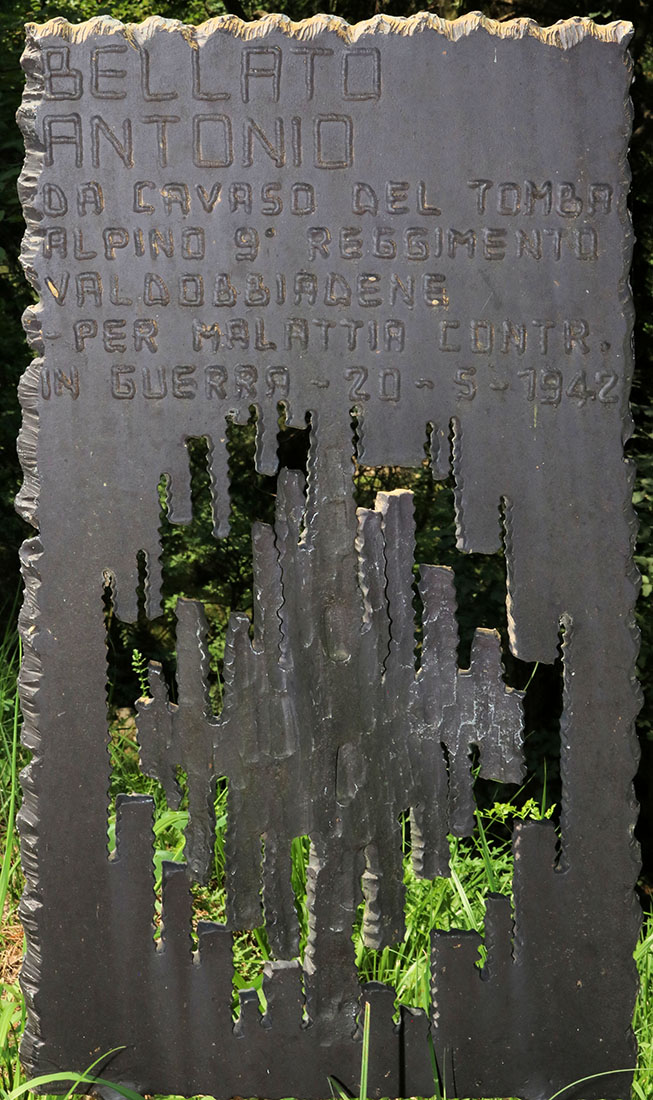 BELLATO
ANTONIO
DA CAVASO DEL TOMBA
ALPINO 9° REGGIMENTO
VALDOBBIADENE
-PER MALATTIA CONTR.
IN GUERRA - 20 - 5 - 1942